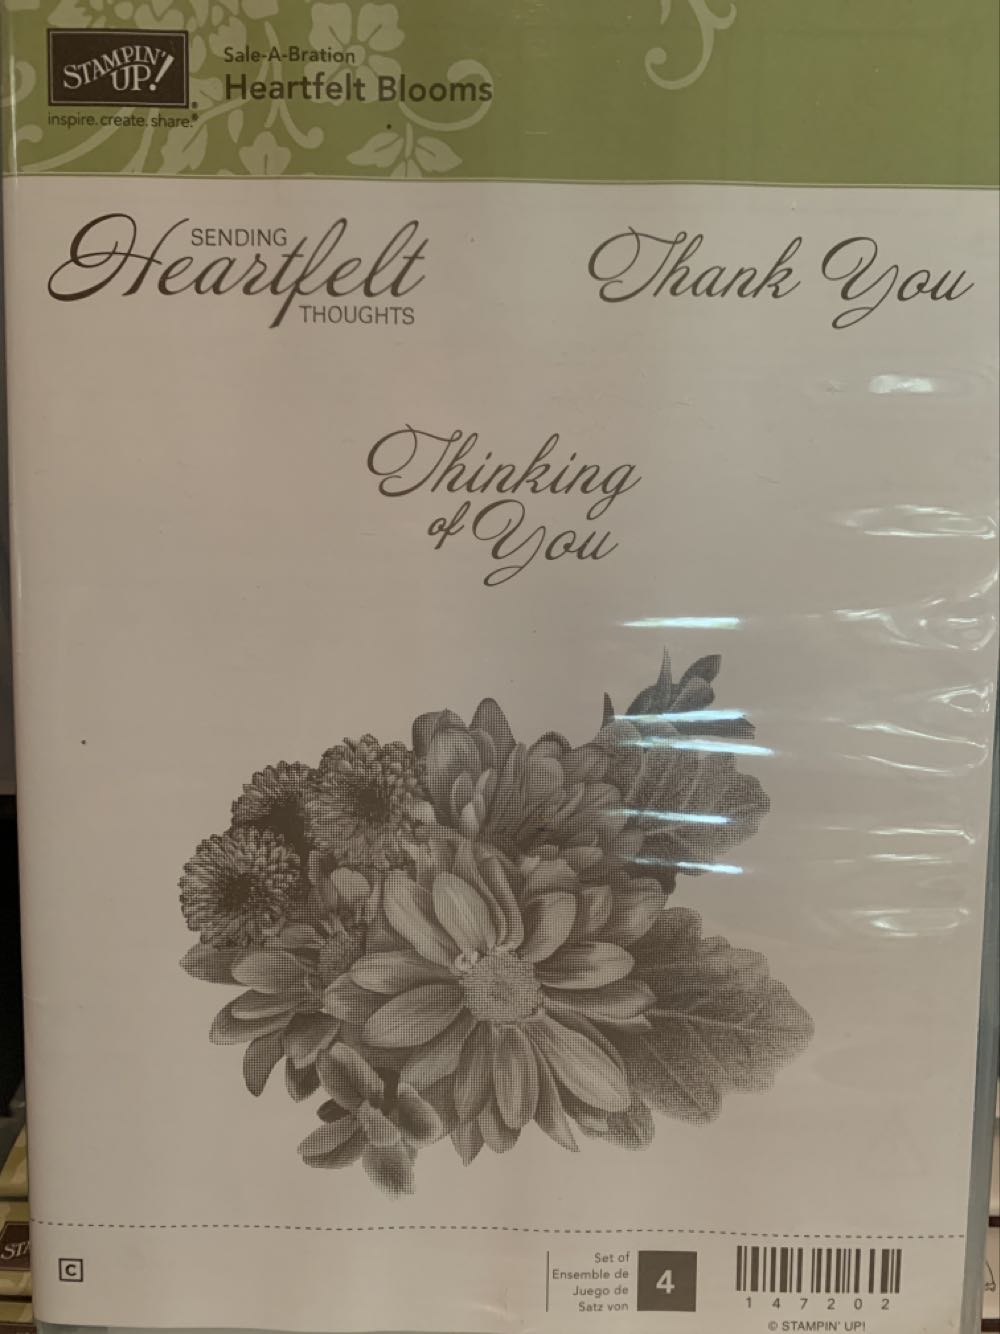 STAMPIN' UP!
inspire. create. share.®
Sale-A-Bration
Heartfelt Blooms
SENDING
Heartfelt
THOUGHTS
Thank You
Thinking
of You
C
Set of
Ensemble de
Juego de
Satz von
4
147202
© STAMPIN' UP!